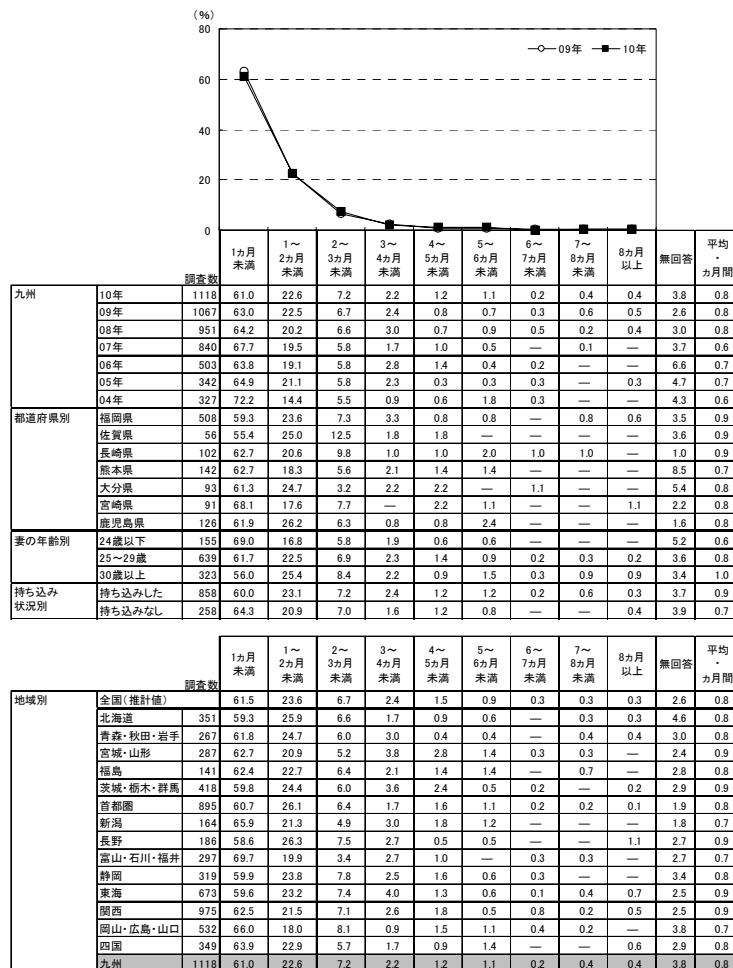 (%)
80
60
40
20
0
09年 10年
調査数 1ヵ月未満 1～2ヵ月未満 2～3ヵ月未満 3～4ヵ月未満 4～5ヵ月未満 5～6ヵ月未満 6～7ヵ月未満 7～8ヵ月未満 8ヵ月以上 無回答 平均・ヵ月間
九州 10年 1118 61.0 22.6 7.2 2.2 1.2 1.1 0.2 0.4 0.4 3.8 0.8
09年 1067 63.0 22.5 6.7 2.4 0.8 0.7 0.3 0.6 0.5 2.6 0.8
08年 951 64.2 20.2 6.6 3.0 0.7 0.9 0.5 0.2 0.4 3.0 0.8
07年 840 67.7 19.5 5.8 1.7 1.0 0.5 — 0.1 — 3.7 0.6
06年 503 63.8 19.1 5.8 2.8 1.4 0.4 0.2 — — 6.6 0.7
05年 342 64.9 21.1 5.8 2.3 0.3 0.3 0.3 — 0.3 4.7 0.7
04年 327 72.2 14.4 5.5 0.9 0.6 1.8 0.3 — — 4.3 0.6
都道府県別 福岡県 508 59.3 23.6 7.3 3.3 0.8 0.8 — 0.8 0.6 3.5 0.9
佐賀県 56 55.4 25.0 12.5 1.8 1.8 — — — — 3.6 0.9
長崎県 102 62.7 20.6 9.8 1.0 1.0 2.0 1.0 1.0 — 1.0 0.9
熊本県 142 62.7 18.3 5.6 2.1 1.4 1.4 — — — 8.5 0.7
大分県 93 61.3 24.7 3.2 2.2 2.2 — 1.1 — — 5.4 0.8
宮崎県 91 68.1 17.6 7.7 — 2.2 1.1 — — 1.1 2.2 0.8
鹿児島県 126 61.9 26.2 6.3 0.8 0.8 2.4 — — — 1.6 0.8
妻の年齢別 24歳以下 155 69.0 16.8 5.8 1.9 0.6 0.6 — — — 5.2 0.6
25～29歳 639 61.7 22.5 6.9 2.3 1.4 0.9 0.2 0.3 0.2 3.6 0.8
30歳以上 323 56.0 25.4 8.4 2.2 0.9 1.5 0.3 0.9 0.9 3.4 1.0
持ち込み状況別 持ち込みした 858 60.0 23.1 7.2 2.4 1.2 1.2 0.2 0.6 0.3 3.7 0.9
持ち込みなし 258 64.3 20.9 7.0 1.6 1.2 0.8 — — 0.4 3.9 0.7
調査数 1ヵ月未満 1～2ヵ月未満 2～3ヵ月未満 3～4ヵ月未満 4～5ヵ月未満 5～6ヵ月未満 6～7ヵ月未満 7～8ヵ月未満 8ヵ月以上 無回答 平均・ヵ月間
地域別 全国(推計値) 61.5 23.6 6.7 2.4 1.5 0.9 0.3 0.3 0.3 2.6 0.8
北海道 351 59.3 25.9 6.6 1.7 0.9 0.6 — 0.3 0.3 4.6 0.8
青森・秋田・岩手 267 61.8 24.7 6.0 3.0 0.4 0.4 — 0.4 0.4 3.0 0.8
宮城・山形 287 62.7 20.9 5.2 3.8 2.8 1.4 0.3 0.3 — 2.4 0.9
福島 141 62.4 22.7 6.4 2.1 1.4 1.4 — 0.7 — 2.8 0.8
茨城・栃木・群馬 418 59.8 24.4 6.0 3.6 2.4 0.5 0.2 — 0.2 2.9 0.9
首都圏 895 60.7 26.1 6.4 1.7 1.6 1.1 0.2 0.2 0.1 1.9 0.8
新潟 164 65.9 21.3 4.9 3.0 1.8 1.2 — — — 1.8 0.7
長野 186 58.6 26.3 7.5 2.7 0.5 0.5 — — 1.1 2.7 0.9
富山・石川・福井 297 69.7 19.9 3.4 2.7 1.0 — 0.3 0.3 — 2.7 0.7
静岡 319 59.9 23.8 7.8 2.5 1.6 0.6 0.3 — — 3.4 0.8
東海 673 59.6 23.2 7.4 4.0 1.3 0.6 0.1 0.4 0.7 2.5 0.9
関西 975 62.5 21.5 7.1 2.6 1.8 0.5 0.8 0.2 0.5 2.5 0.9
岡山・広島・山口 532 66.0 18.0 8.1 0.9 1.5 1.1 0.4 0.2 — 3.8 0.7
四国 349 63.9 22.9 5.7 1.7 0.9 1.4 — — 0.6 2.9 0.8
九州 1118 61.0 22.6 7.2 2.2 1.2 1.1 0.2 0.4 0.4 3.8 0.8